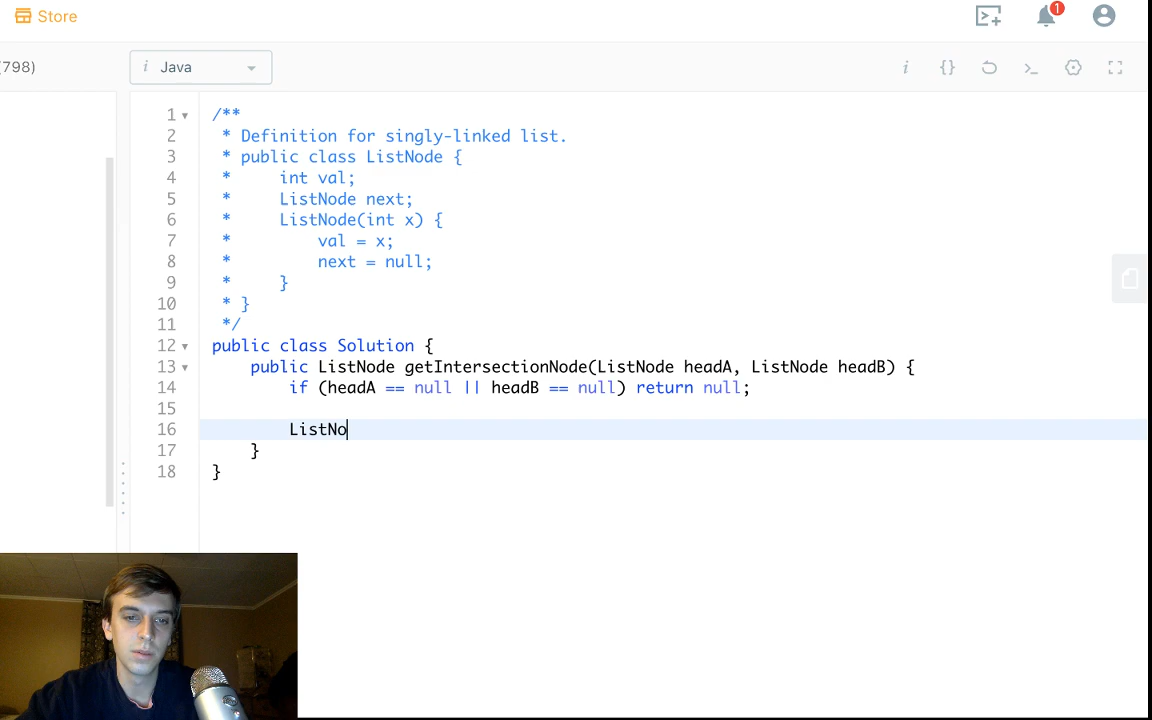 Store
1
(798)
i Java
i {} >_
1 /**
2 * Definition for singly-linked list.
3 * public class ListNode {
4 * int val;
5 * ListNode next;
6 * ListNode(int x) {
7 * val = x;
8 * next = null;
9 * }
10 * }
11 */
12 public class Solution {
13 public ListNode getIntersectionNode(ListNode headA, ListNode headB) {
14 if (headA == null || headB == null) return null;
15
16 ListNo
17 }
18 }